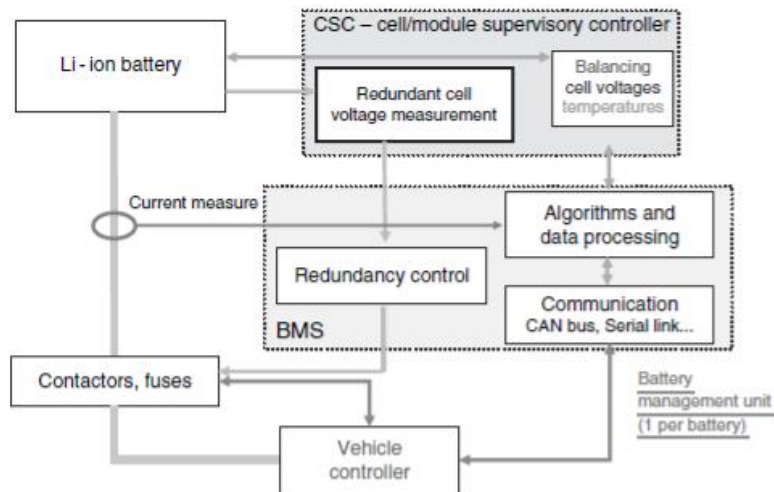 CSC – cell/module supervisory controller
Li-ion battery
Redundant cell
voltage measurement
Balancing
cell voltages
temperatures
Current measure
Algorithms and
data processing
Redundancy control
Communication
CAN bus, Serial link...
BMS
Contactors, fuses
Battery
management unit
(1 per battery)
Vehicle
controller